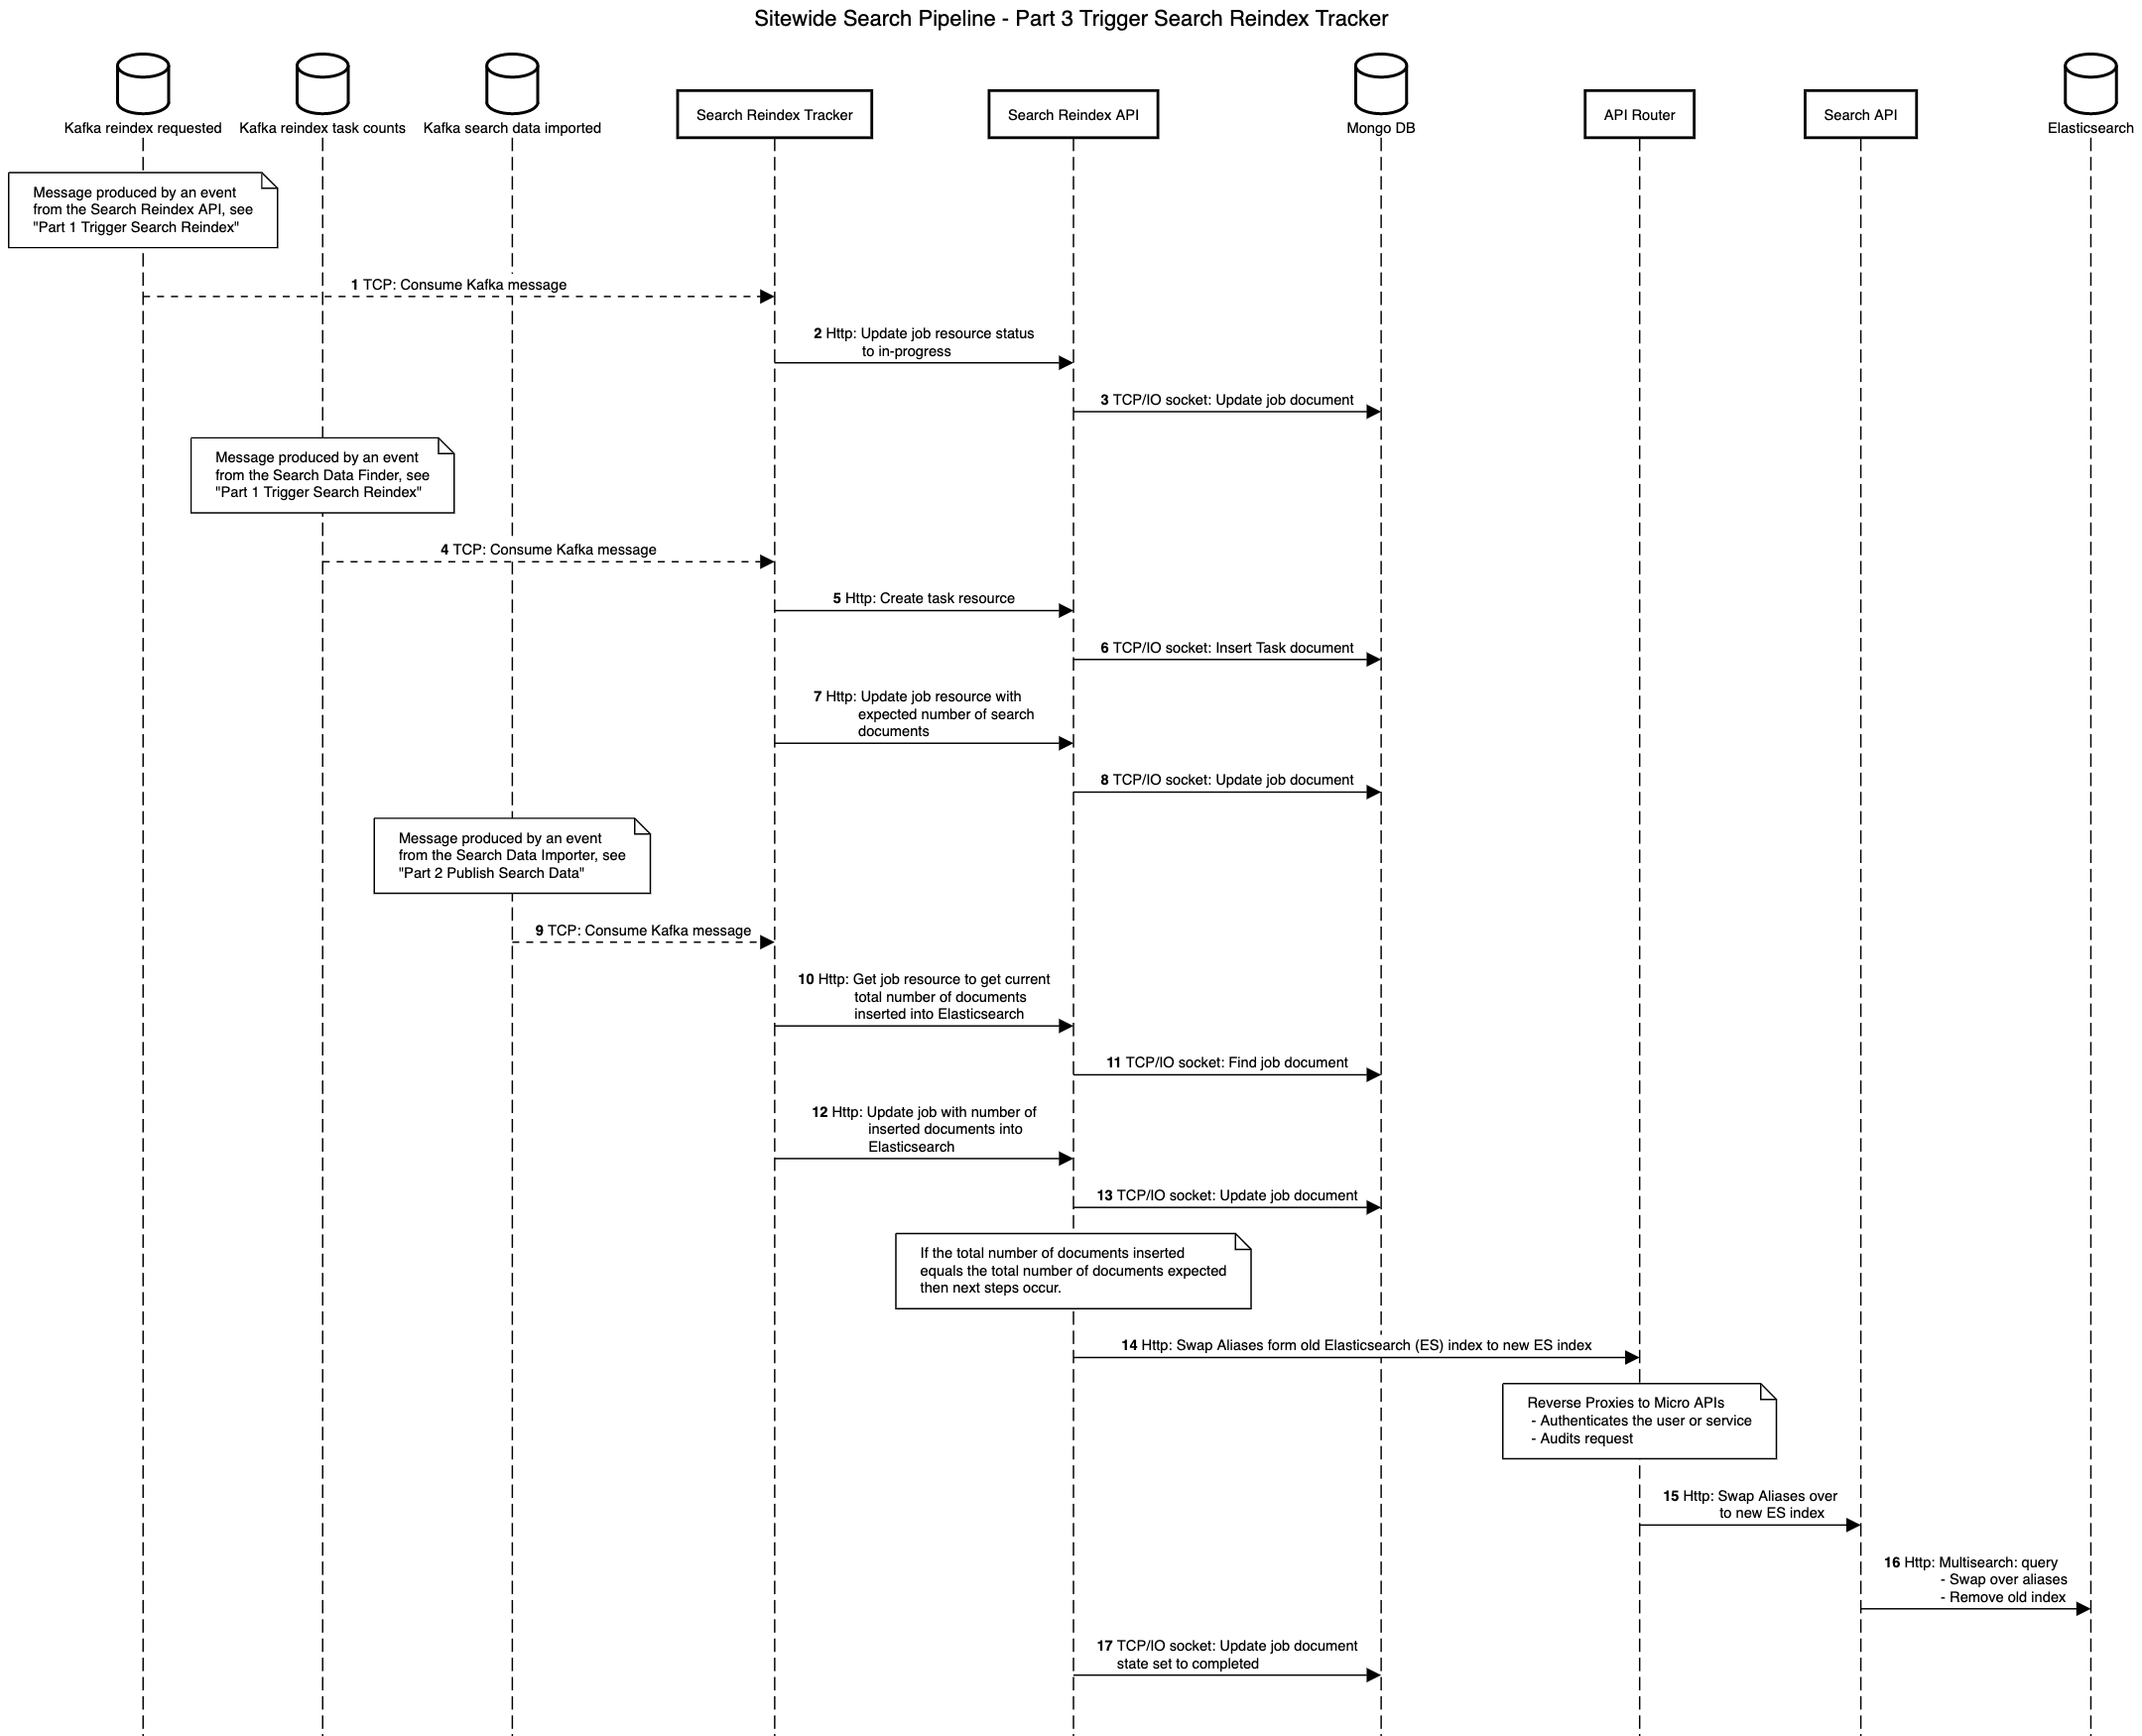 Sitewide Search Pipeline - Part 3 Trigger Search Reindex Tracker
Kafka reindex requested
Kafka reindex task counts
Kafka search data imported
Search Reindex Tracker
Search Reindex API
Mongo DB
API Router
Search API
Elasticsearch
Message produced by an event
from the Search Reindex API, see
"Part 1 Trigger Search Reindex"
1 TCP: Consume Kafka message
2 Http: Update job resource status
to in-progress
3 TCP/IO socket: Update job document
Message produced by an event
from the Search Data Finder, see
"Part 1 Trigger Search Reindex"
4 TCP: Consume Kafka message
5 Http: Create task resource
6 TCP/IO socket: Insert Task document
7 Http: Update job resource with
expected number of search
documents
8 TCP/IO socket: Update job document
Message produced by an event
from the Search Data Importer, see
"Part 2 Publish Search Data"
9 TCP: Consume Kafka message
10 Http: Get job resource to get current
total number of documents
inserted into Elasticsearch
11 TCP/IO socket: Find job document
12 Http: Update job with number of
inserted documents into
Elasticsearch
13 TCP/IO socket: Update job document
If the total number of documents inserted
equals the total number of documents expected
then next steps occur.
14 Http: Swap Aliases form old Elasticsearch (ES) index to new ES index
Reverse Proxies to Micro APIs
- Authenticates the user or service
- Audits request
15 Http: Swap Aliases over
to new ES index
16 Http: Multisearch: query
- Swap over aliases
- Remove old index
17 TCP/IO socket: Update job document
state set to completed